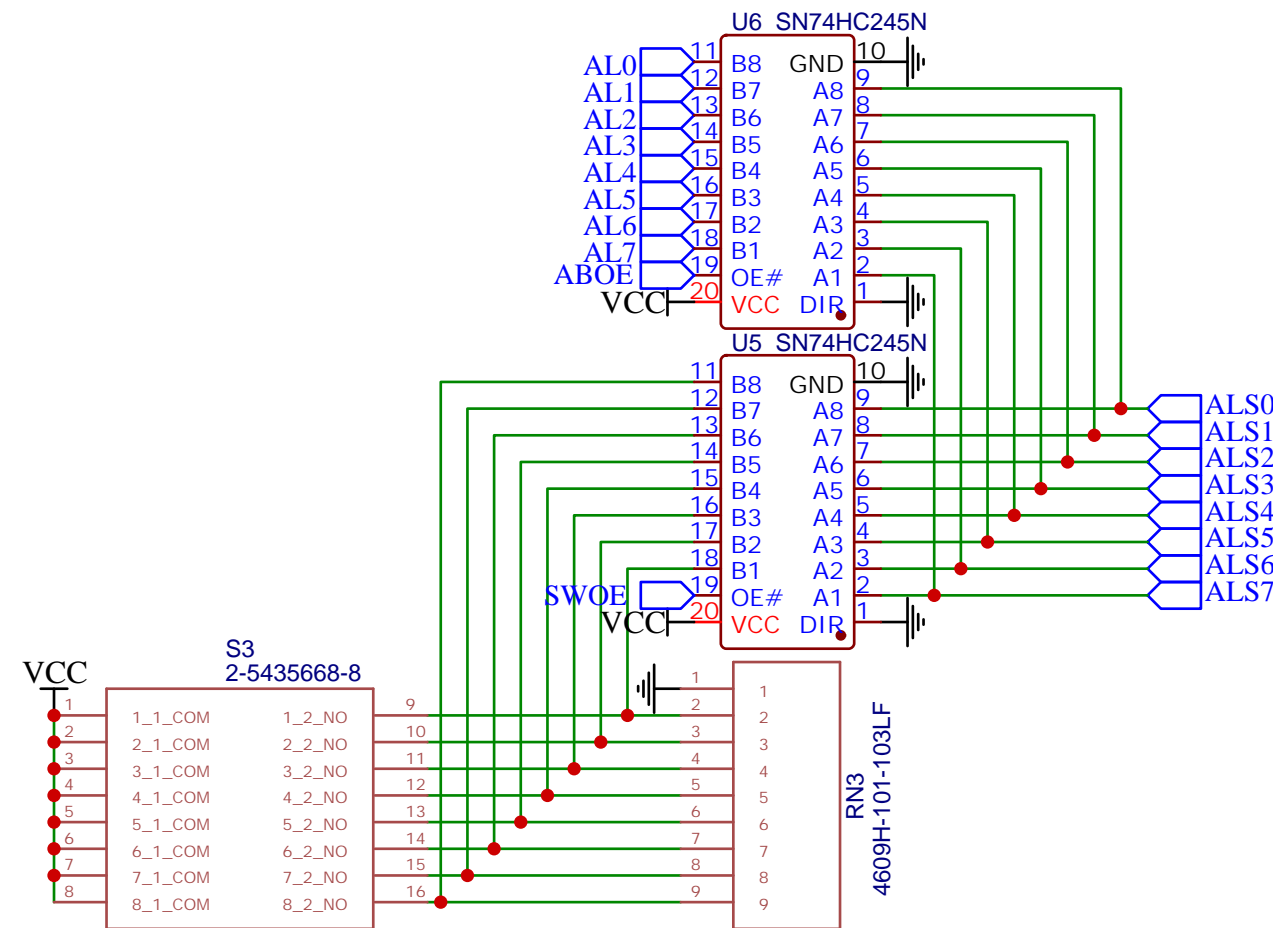 U6 SN74HC245N
AL0 11 B8 GND 10
AL1 12 B7 A8 9
AL2 13 B6 A7 8
AL3 14 B5 A6 7
AL4 15 B4 A5 6
AL5 16 B3 A4 5
AL6 17 B2 A3 4
AL7 18 B1 A2 3
ABOE 19 OE# A1 2
VCC 20 VCC DIR 1
U5 SN74HC245N
11 B8 GND 10
12 B7 A8 9 ALS0
13 B6 A7 8 ALS1
14 B5 A6 7 ALS2
15 B4 A5 6 ALS3
16 B3 A4 5 ALS4
17 B2 A3 4 ALS5
18 B1 A2 3 ALS6
SWOE 19 OE# A1 2 ALS7
VCC 20 VCC DIR 1
S3
2-5435668-8
VCC
1 1_1_COM 1_2_NO 9
2 2_1_COM 2_2_NO 10
3 3_1_COM 3_2_NO 11
4 4_1_COM 4_2_NO 12
5 5_1_COM 5_2_NO 13
6 6_1_COM 6_2_NO 14
7 7_1_COM 7_2_NO 15
8 8_1_COM 8_2_NO 16
1 1
2 2
3 3
4 4
5 5
6 6
7 7
8 8
9 9
RN3
4609H-101-103LF